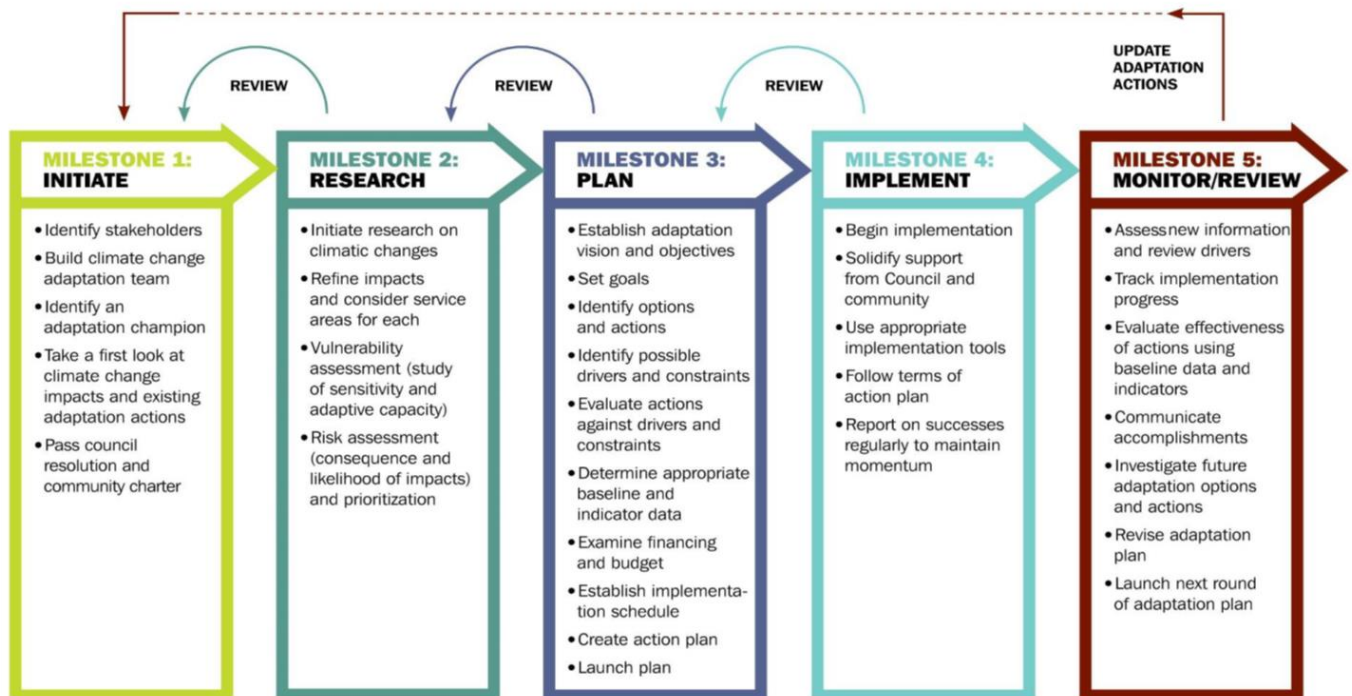 UPDATE
ADAPTATION
ACTIONS
REVIEW
REVIEW
REVIEW
MILESTONE 1:
INITIATE
• Identify stakeholders
• Build climate change
adaptation team
• Identify an
adaptation champion
• Take a first look at
climate change
impacts and existing
adaptation actions
• Pass council
resolution and
community charter
MILESTONE 2:
RESEARCH
• Initiate research on
climatic changes
• Refine impacts
and consider service
areas for each
• Vulnerability
assessment (study
of sensitivity and
adaptive capacity)
• Risk assessment
(consequence and
likelihood of impacts)
and prioritization
MILESTONE 3:
PLAN
• Establish adaptation
vision and objectives
• Set goals
• Identify options
and actions
• Identify possible
drivers and constraints
• Evaluate actions
against drivers and
constraints
• Determine appropriate
baseline and
indicator data
• Examine financing
and budget
• Establish implementa-
tion schedule
• Create action plan
• Launch plan
MILESTONE 4:
IMPLEMENT
• Begin implementation
• Solidify support
from Council and
community
• Use appropriate
implementation tools
• Follow terms of
action plan
• Report on successes
regularly to maintain
momentum
MILESTONE 5:
MONITOR/REVIEW
• Assess new information
and review drivers
• Track implementation
progress
• Evaluate effectiveness
of actions using
baseline data and
indicators
• Communicate
accomplishments
• Investigate future
adaptation options
and actions
• Revise adaptation
plan
• Launch next round
of adaptation plan